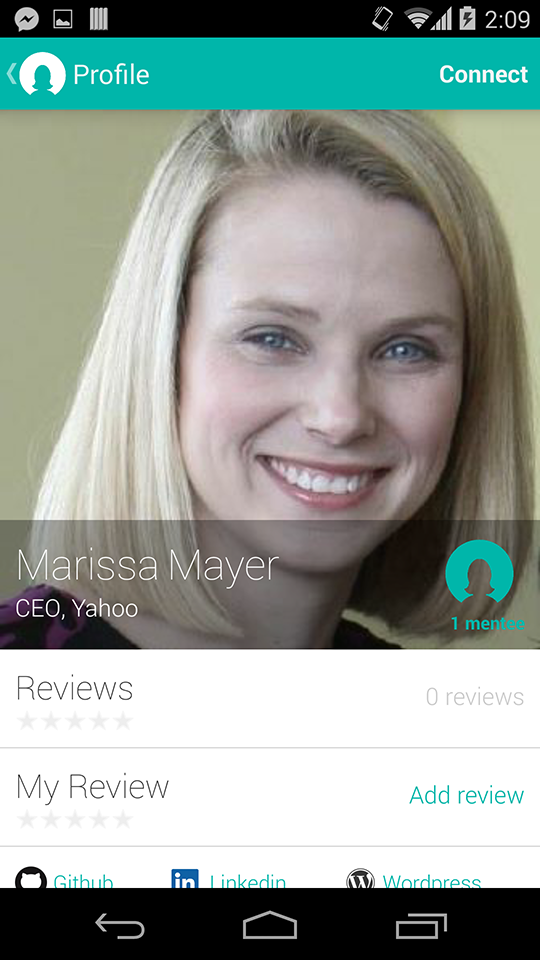 2:09
Profile
Connect
Marissa Mayer
CEO, Yahoo
1 mentee
Reviews
0 reviews
My Review
Add review
Github
Linkedin
Wordpress